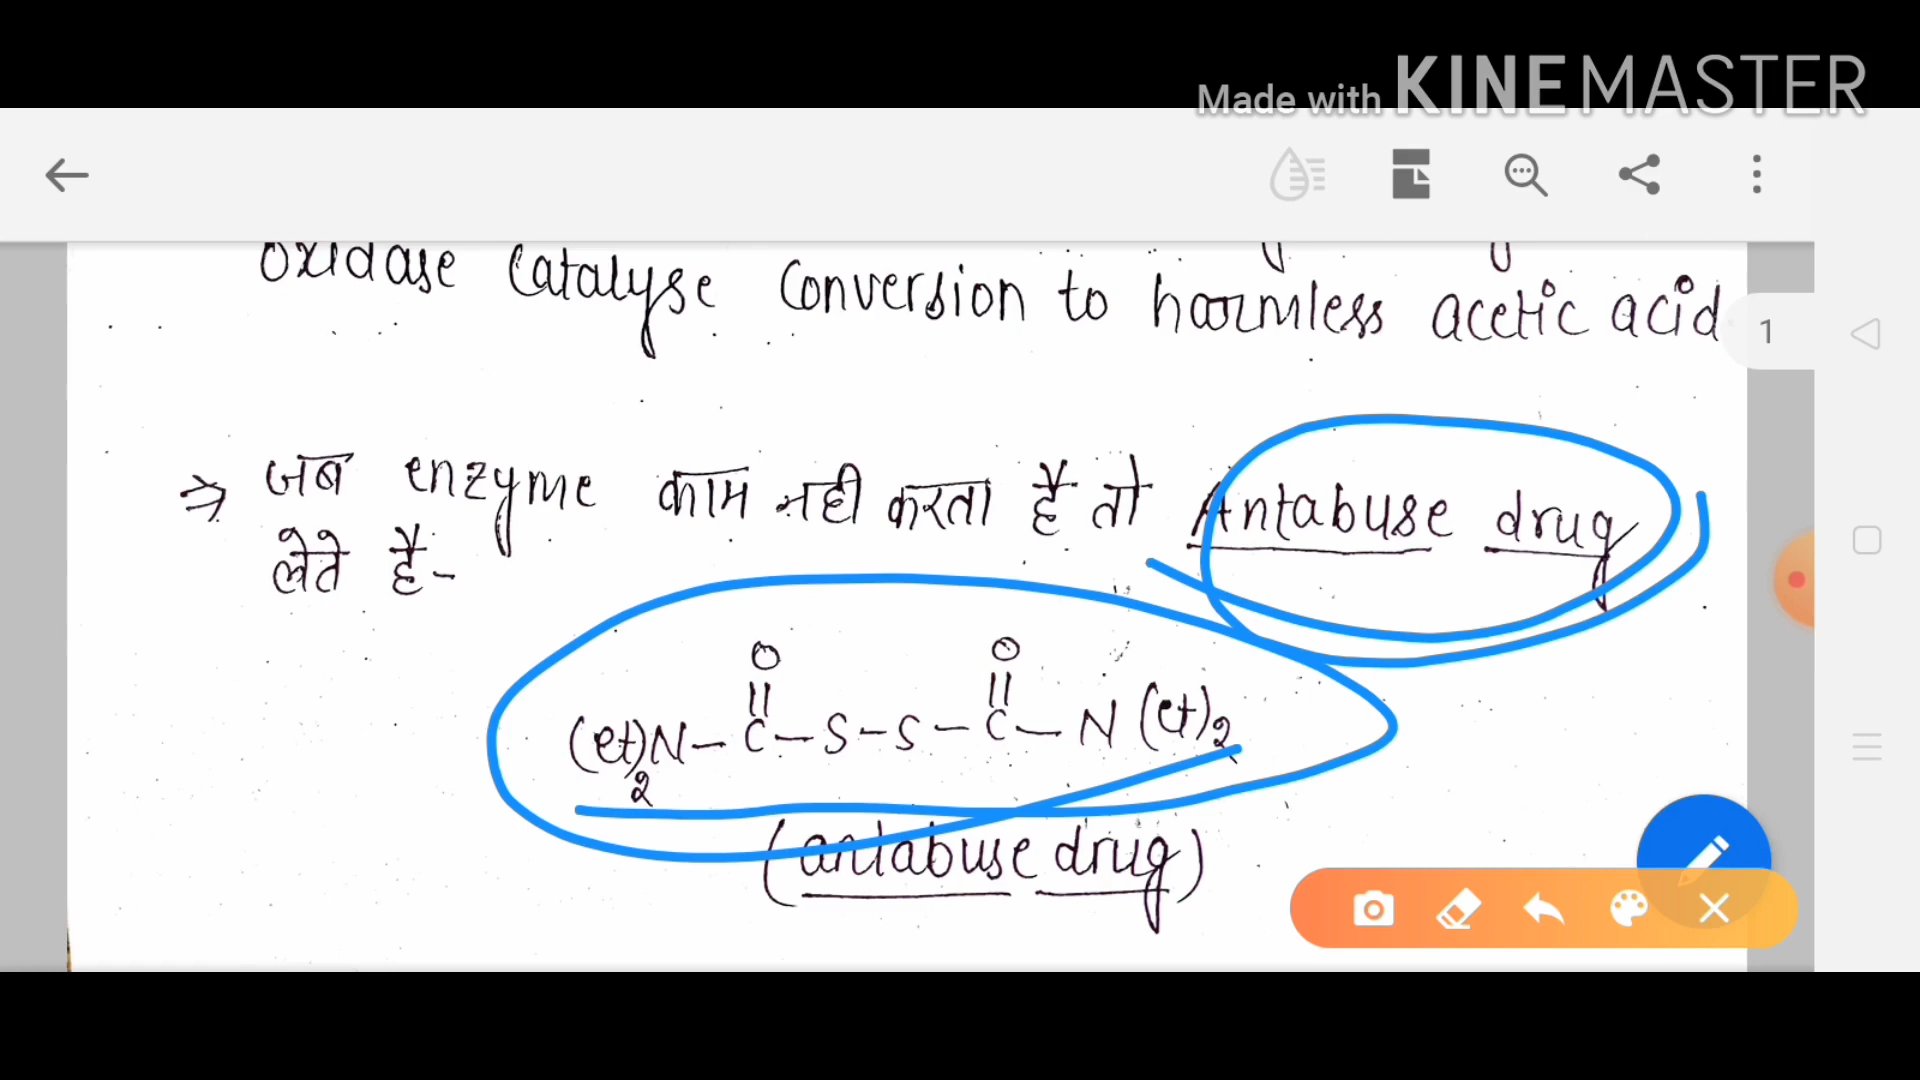 Made with KINEMASTER
oxidase Catalyse Conversion to harmless acetic acid
1
⇒ जब enzyme काम नही करता है तो Antabuse drug
लेते है-
O O
|| ||
(et)2N-C-S-S-C-N(et)2
(antabuse drug)